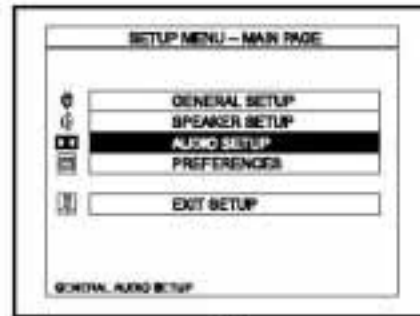 SETUP MENU – MAIN PAGE
GENERAL SETUP
SPEAKER SETUP
AUDIO SETUP
PREFERENCES
EXIT SETUP
GENERAL AUDIO SETUP